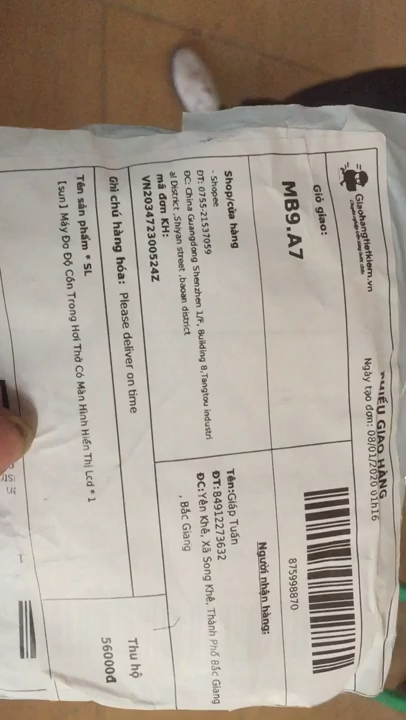 Giaohangtietkiem.vn
PHIẾU GIAO HÀNG
Ngày tạo đơn: 08/01/2020 01h16
Giờ giao:
MB9.A7
875998870
Shop/cửa hàng
- Shopee
ĐT: 0755-21537059
ĐC: China Guangdong Shenzhen 1/F, Building 8,Tangtou industri
al District ,Shiyan street ,baoan district
mã đơn KH:
VN203472300524Z
Người nhận hàng:
Tên:Giáp Tuấn
ĐT:84912273632
ĐC:Yên Khê, Xã Song Khê, Thành Phố Bắc Giang
, Bắc Giang
Ghi chú hàng hóa: Please deliver on time
Tên sản phẩm * SL
[sun] Máy Đo Độ Cồn Trong Hơi Thở Có Màn Hình Hiển Thị Lcd * 1
Thu hộ
56000đ